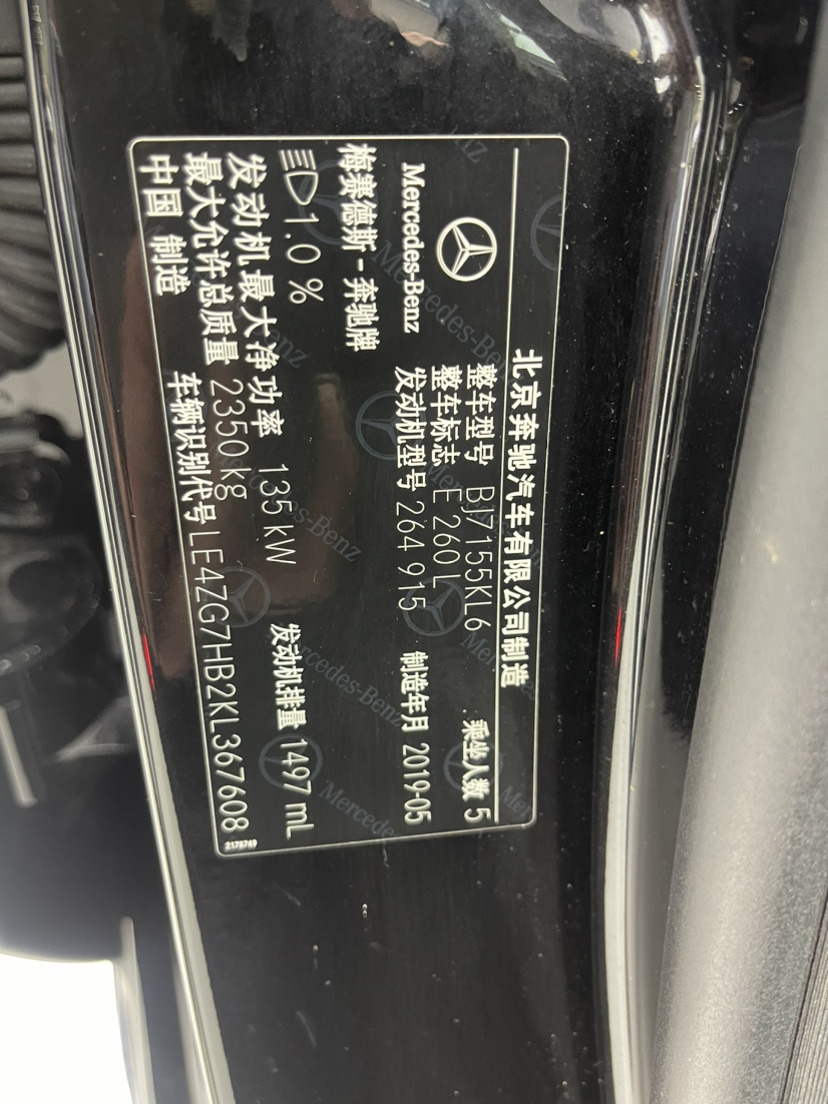 北京奔驰汽车有限公司制造
Mercedes-Benz
整车型号 BJ7155KL6 乘坐人数 5
整车标志 E 260 L
发动机型号 264 915 制造年月 2019-05
梅赛德斯-奔驰牌
1.0 %
发动机最大净功率 135 kW 发动机排量 1497 mL
最大允许总质量 2350 kg
中国 制造 车辆识别代号 LE4ZG7HB2KL367608